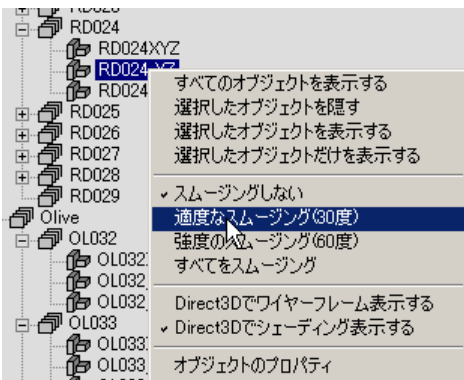 RD024
RD024XYZ
RD024
RD024
RD025
RD026
RD027
RD028
RD029
Olive
OL032
OL032
OL032
OL032
OL033
OL033
OL033
OL033
すべてのオブジェクトを表示する
選択したオブジェクトを隠す
選択したオブジェクトを表示する
選択したオブジェクトだけを表示する
スムージングしない
適度なスムージング(30度)
強度のスムージング(60度)
すべてをスムージング
Direct3Dでワイヤーフレーム表示する
Direct3Dでシェーディング表示する
オブジェクトのプロパティ